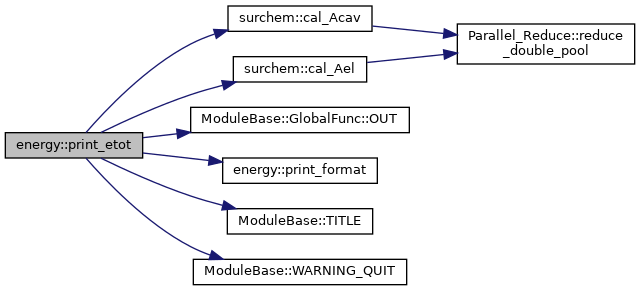 energy::print_etot
surchem::cal_Acav
surchem::cal_Ael
ModuleBase::GlobalFunc::OUT
energy::print_format
ModuleBase::TITLE
ModuleBase::WARNING_QUIT
Parallel_Reduce::reduce
_double_pool